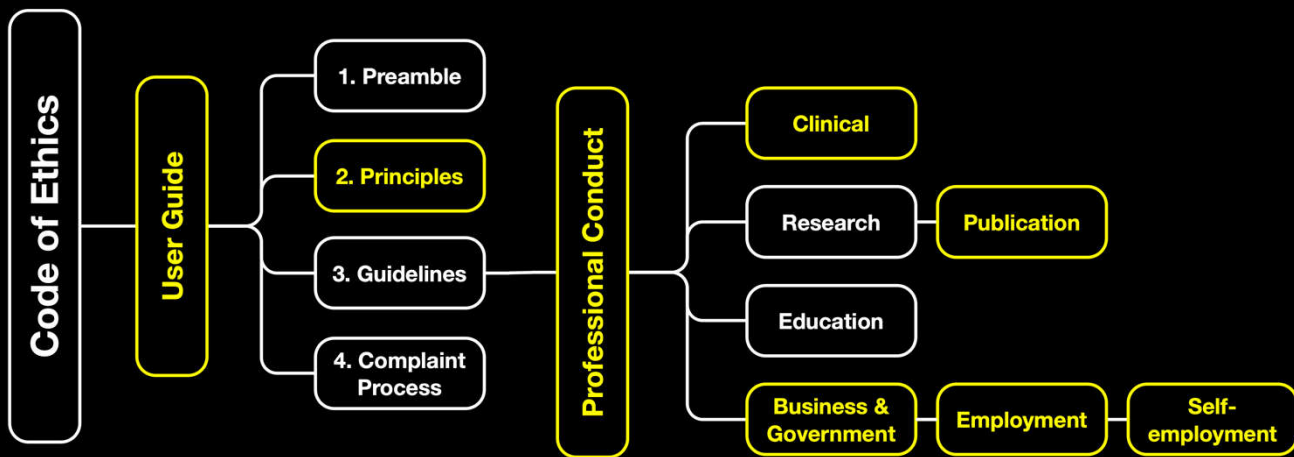 Code of Ethics
User Guide
1. Preamble
2. Principles
3. Guidelines
4. Complaint
Process
Professional Conduct
Clinical
Research
Publication
Education
Business &
Government
Employment
Self-
employment